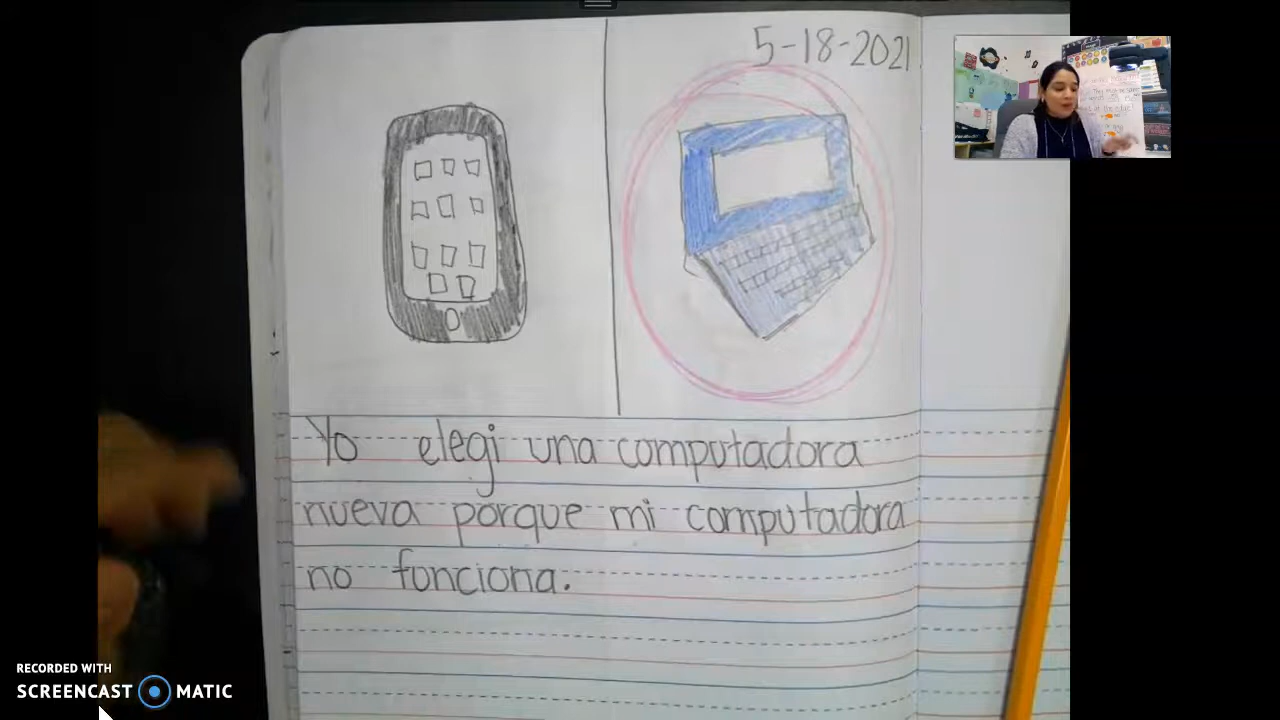 5-18-2021
Yo elegi una computadora
nueva porque mi computadora
no funciona.
RECORDED WITH
SCREENCAST MATIC